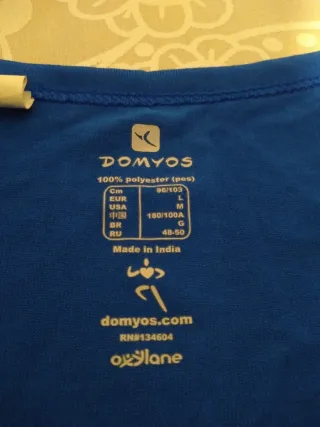 DOMYOS
100% polyester (pes)
Cm 96/103
EUR L
USA M
中国 180/100A
BR G
RU 48-50
Made in India
domyos.com
RN#134604
oxylane